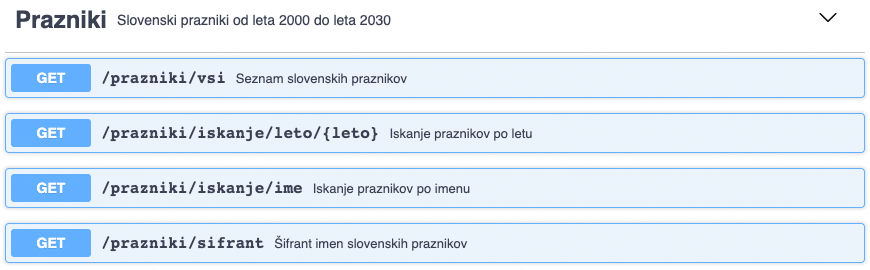 Prazniki Slovenski prazniki od leta 2000 do leta 2030
GET /prazniki/vsi Seznam slovenskih praznikov
GET /prazniki/iskanje/leto/{leto} Iskanje praznikov po letu
GET /prazniki/iskanje/ime Iskanje praznikov po imenu
GET /prazniki/sifrant Šifrant imen slovenskih praznikov